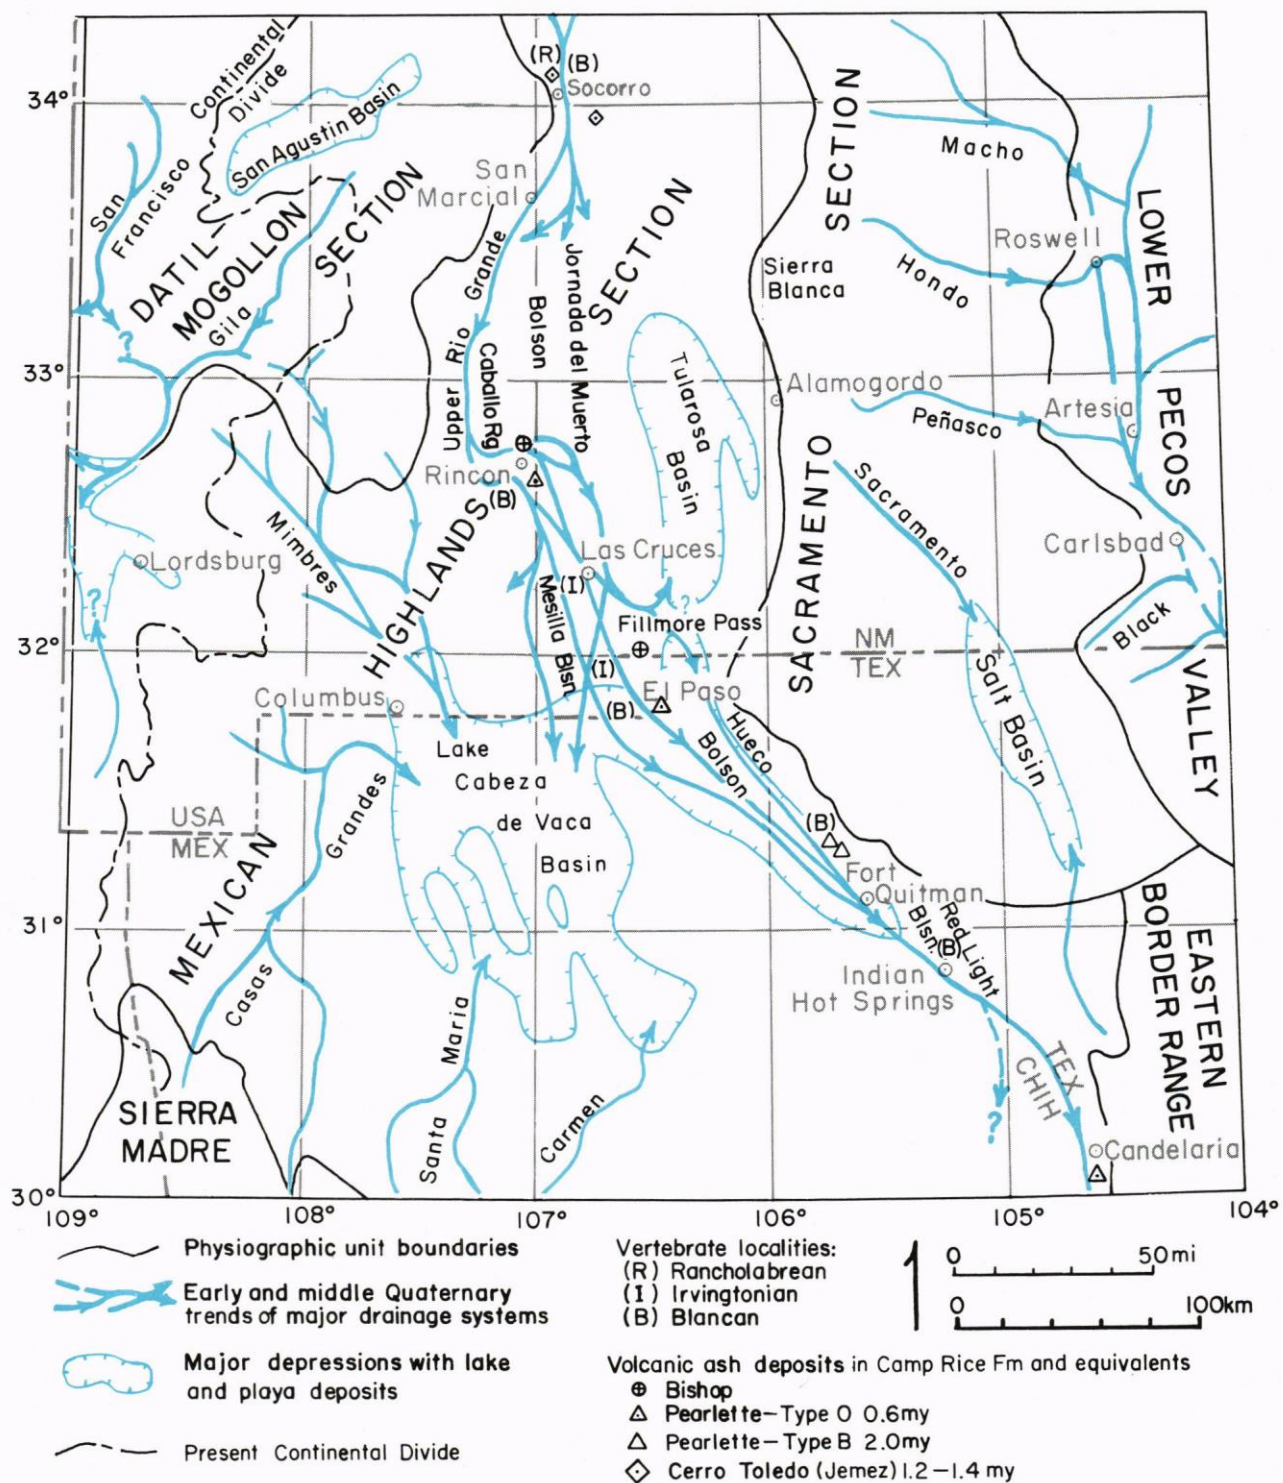 Continental
Divide
San Agustin Basin
San
Francisco
DATIL-
MOGOLLON
SECTION
Gila
(R)
(B)
Socorro
San
Marcial
Upper Rio Grande
Caballo Rg
Jornada del Muerto
Bolson
SECTION
Tularosa
Basin
Sierra
Blanca
SECTION
Macho
Hondo
Roswell
LOWER
Alamogordo
Peñasco
Artesia
PECOS
Rincon
(B)
SACRAMENTO
Sacramento
Carlsbad
Black
VALLEY
Lordsburg
Mimbres
HIGHLANDS
Las Cruces
(I)
Mesilla Blsn
Fillmore Pass
?
?
?
NM
TEX
(I)
El Paso
(B)
Columbus
Hueco
Bolson
Salt Basin
Lake
Cabeza
de Vaca
Basin
USA
MEX
Grandes
Casas
MEXICAN
(B)
Fort
Quitman
Red Light
Blsn.
(B)
Indian
Hot Springs
EASTERN
BORDER RANGE
Santa Maria
Carmen
TEX
CHIH
?
Candelaria
SIERRA
MADRE
34°
33°
32°
31°
30°
109°
108°
107°
106°
105°
104°
Physiographic unit boundaries
Early and middle Quaternary
trends of major drainage systems
Major depressions with lake
and playa deposits
Present Continental Divide
Vertebrate localities:
(R) Rancholabrean
(I) Irvingtonian
(B) Blancan
0 50 mi
0 100km
Volcanic ash deposits in Camp Rice Fm and equivalents
Bishop
Pearlette-Type O 0.6my
Pearlette-Type B 2.0my
Cerro Toledo (Jemez) 1.2-1.4 my